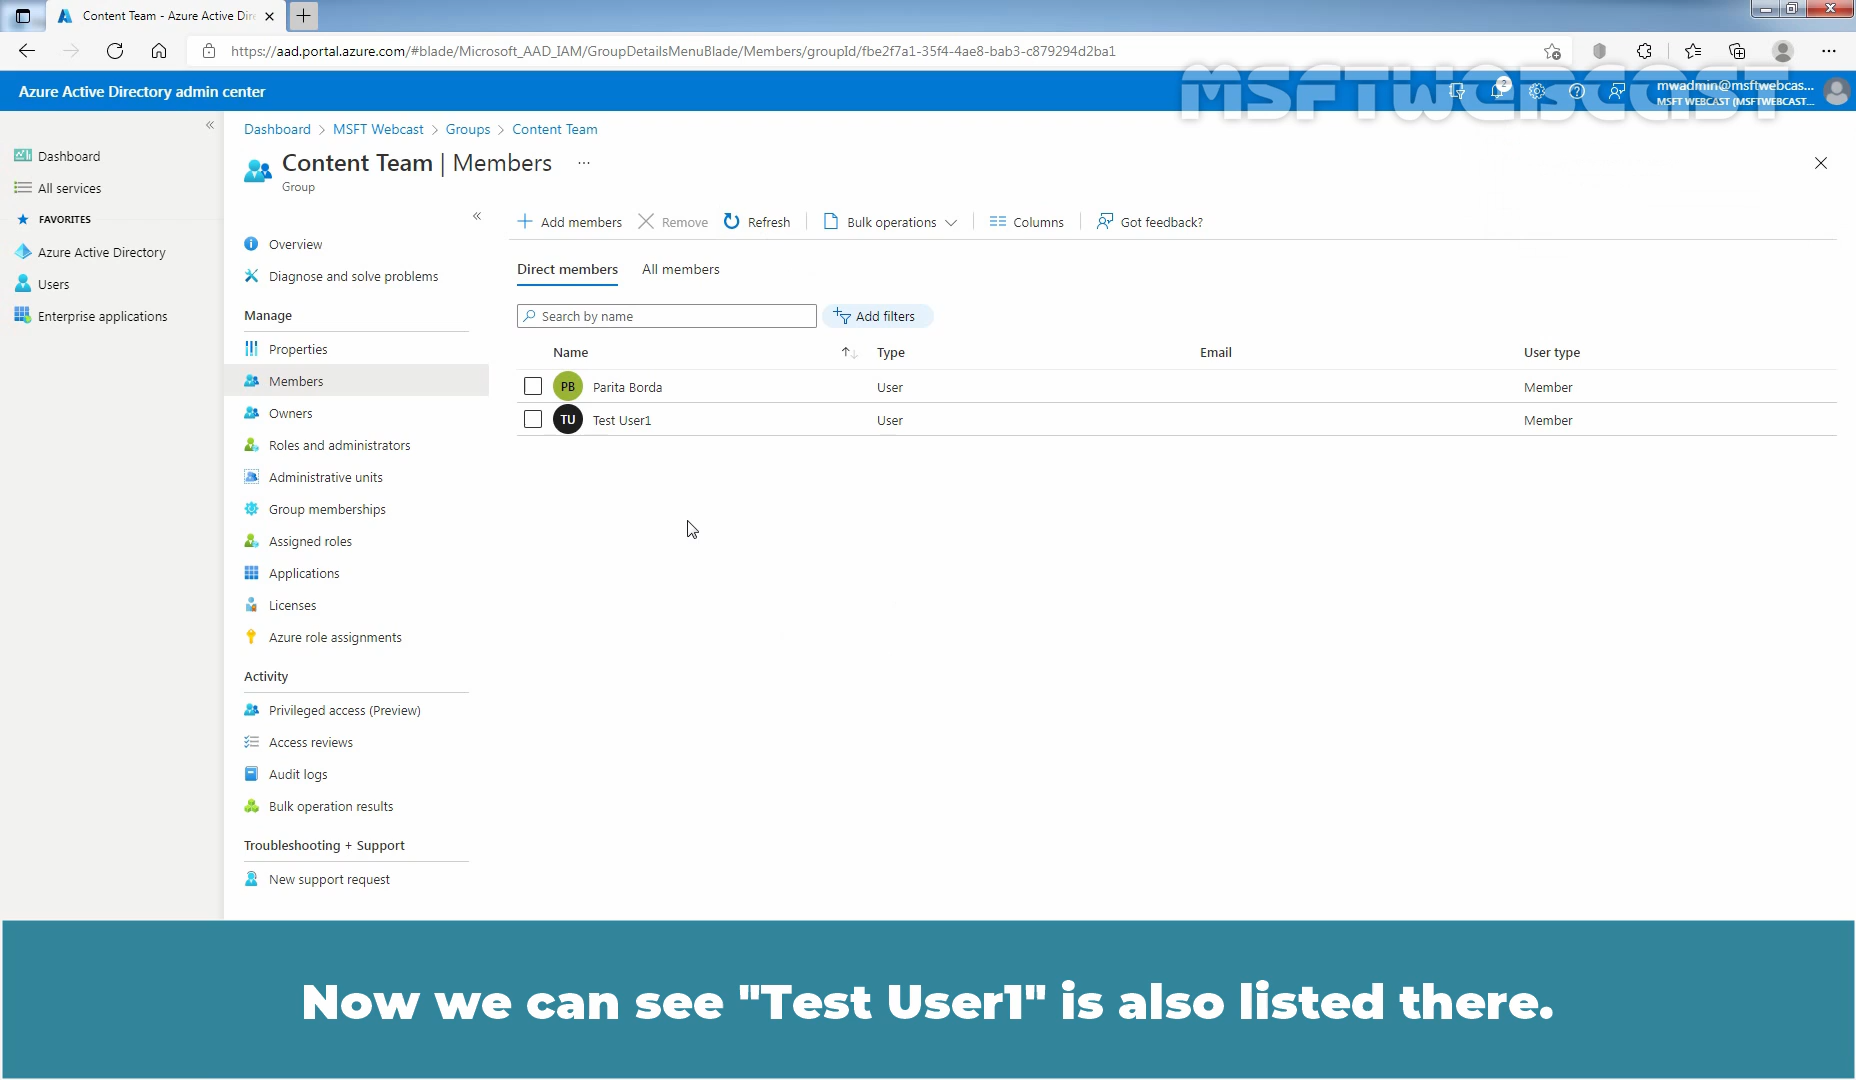 Content Team - Azure Active Dire
https://aad.portal.azure.com/#blade/Microsoft_AAD_IAM/GroupDetailsMenuBlade/Members/groupId/fbe2f7a1-35f4-4ae8-bab3-c879294d2ba1
MSFTWEBCAST
Azure Active Directory admin center
2
mwadmin@msftwebcas...
MSFT WEBCAST (MSFTWEBCAST...
Dashboard > MSFT Webcast > Groups > Content Team
Content Team | Members ...
Group
Dashboard
All services
FAVORITES
Azure Active Directory
Users
Enterprise applications
Overview
Diagnose and solve problems
Manage
Properties
Members
Owners
Roles and administrators
Administrative units
Group memberships
Assigned roles
Applications
Licenses
Azure role assignments
Activity
Privileged access (Preview)
Access reviews
Audit logs
Bulk operation results
Troubleshooting + Support
New support request
Add members Remove Refresh Bulk operations Columns Got feedback?
Direct members All members
Search by name Add filters
Name Type Email User type
PB Parita Borda User Member
TU Test User1 User Member
Now we can see "Test User1" is also listed there.